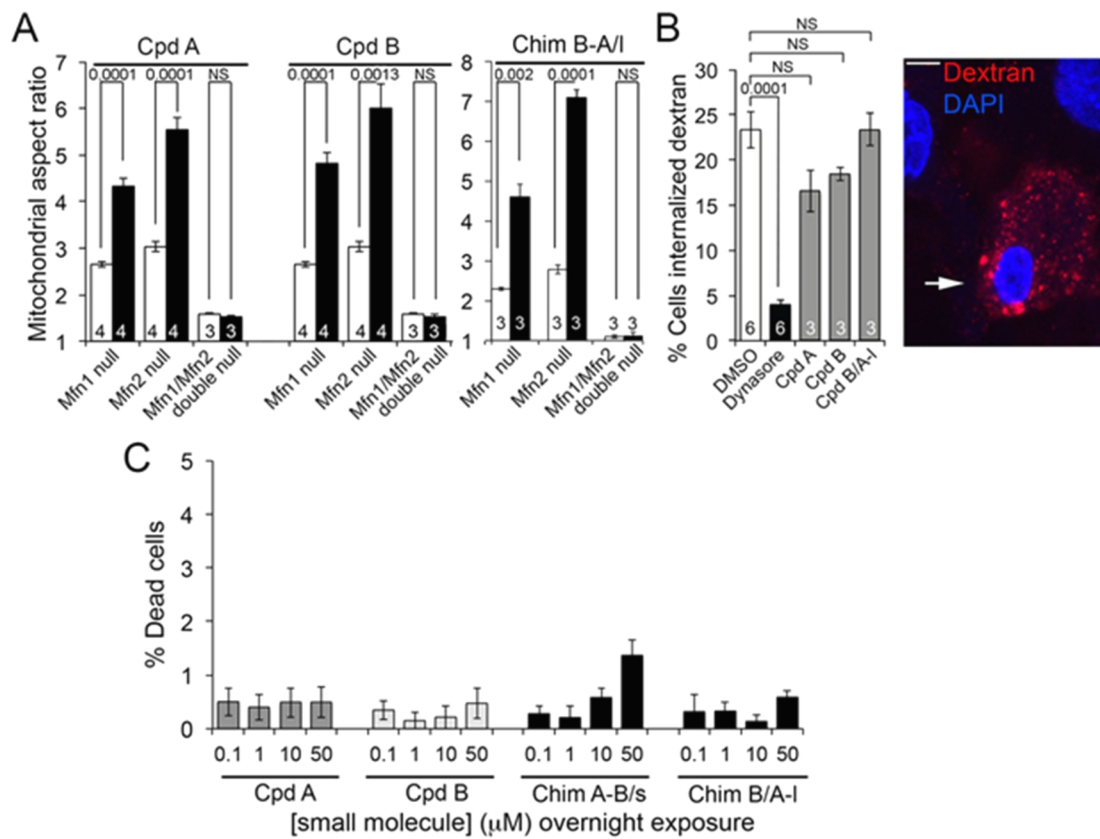 A
Cpd A
Cpd B
Chim B-A/l
Mitochondrial aspect ratio
7
6
5
4
3
2
1
8
7
6
5
4
3
2
1
0.0001
0.0001
NS
0.0001
0.0013
NS
0.002
0.0001
NS
4
4
4
4
3
3
4
4
4
4
3
3
3
3
3
3
3
3
Mfn1 null
Mfn2 null
Mfn1/Mfn2
double null
Mfn1 null
Mfn2 null
Mfn1/Mfn2
double null
Mfn1 null
Mfn2 null
Mfn1/Mfn2
double null
B
% Cells internalized dextran
30
25
20
15
10
5
0
NS
NS
NS
0.0001
6
6
3
3
3
DMSO
Dynasore
Cpd A
Cpd B
Cpd B/A-l
Dextran
DAPI
C
% Dead cells
5
4
3
2
1
0
0.1 1 10 50 0.1 1 10 50 0.1 1 10 50 0.1 1 10 50
Cpd A Cpd B Chim A-B/s Chim B/A-l
[small molecule] (μM) overnight exposure